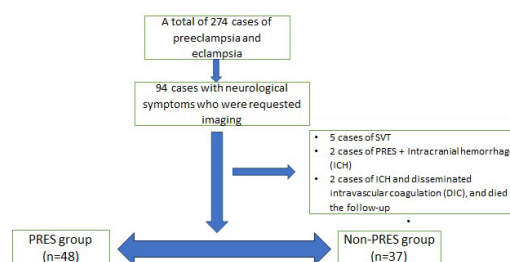 A total of 274 cases of
preeclampsia and
eclampsia
94 cases with neurological
symptoms who were requested
imaging
• 5 cases of SVT
• 2 cases of PRES + Intracranial hemorrhag
(ICH)
• 2 cases of ICH and disseminated
intravascular coagulation (DIC), and died
the follow-up
•
PRES group
(n=48)
Non-PRES group
(n=37)